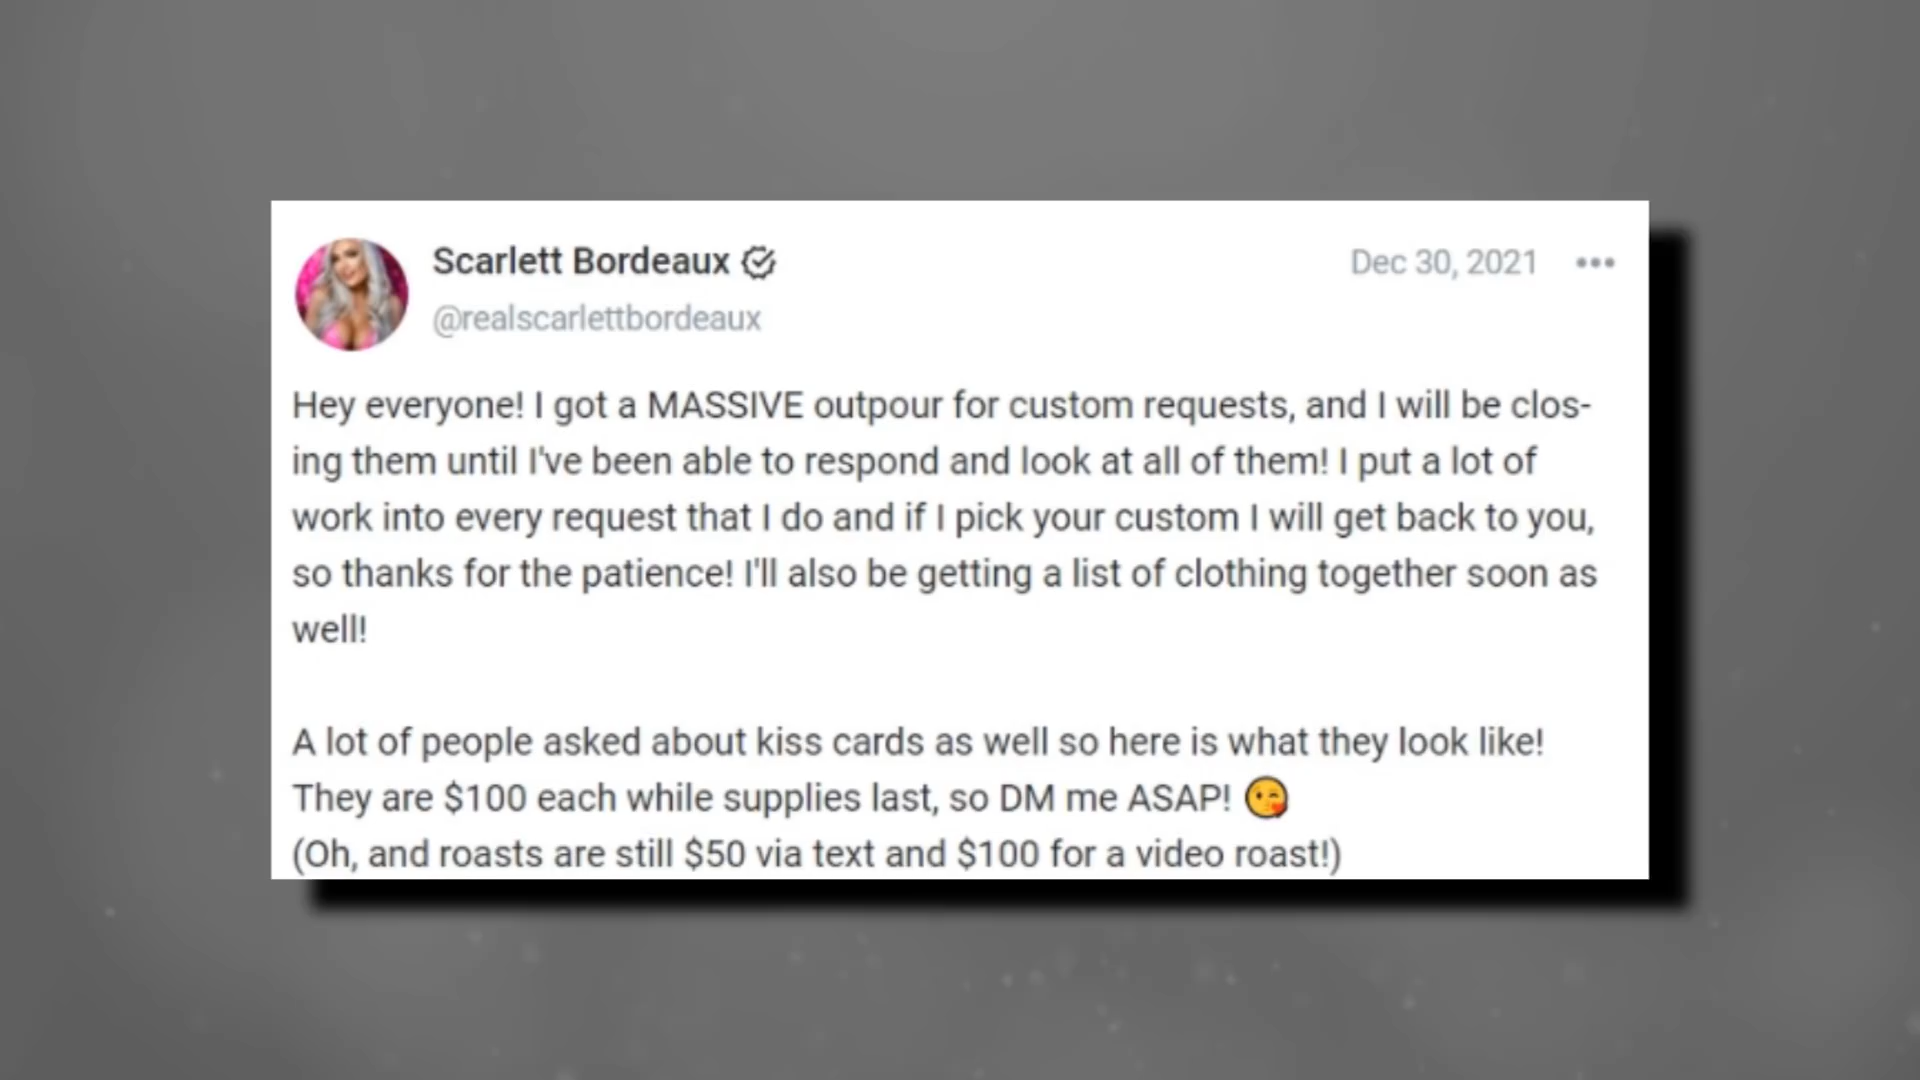 Scarlett Bordeaux
Dec 30, 2021
@realscarlettbordeaux
Hey everyone! I got a MASSIVE outpour for custom requests, and I will be clos-
ing them until I've been able to respond and look at all of them! I put a lot of
work into every request that I do and if I pick your custom I will get back to you,
so thanks for the patience! I'll also be getting a list of clothing together soon as
well!
A lot of people asked about kiss cards as well so here is what they look like!
They are $100 each while supplies last, so DM me ASAP! 😘
(Oh, and roasts are still $50 via text and $100 for a video roast!)